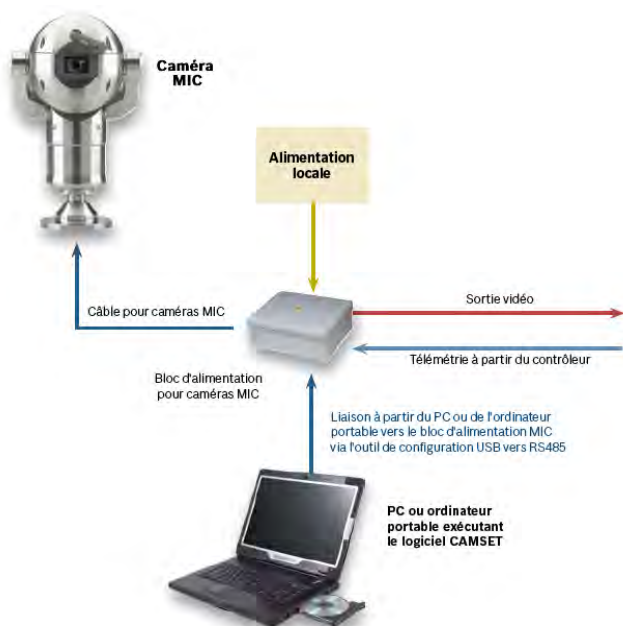 Caméra
MIC
Alimentation
locale
Câble pour caméras MIC
Sortie vidéo
Télémétrie à partir du contrôleur
Bloc d'alimentation
pour caméras MIC
Liaison à partir du PC ou de l'ordinateur
portable vers le bloc d'alimentation MIC
via l'outil de configuration USB vers RS485
PC ou ordinateur
portable exécutant
le logiciel CAMSET